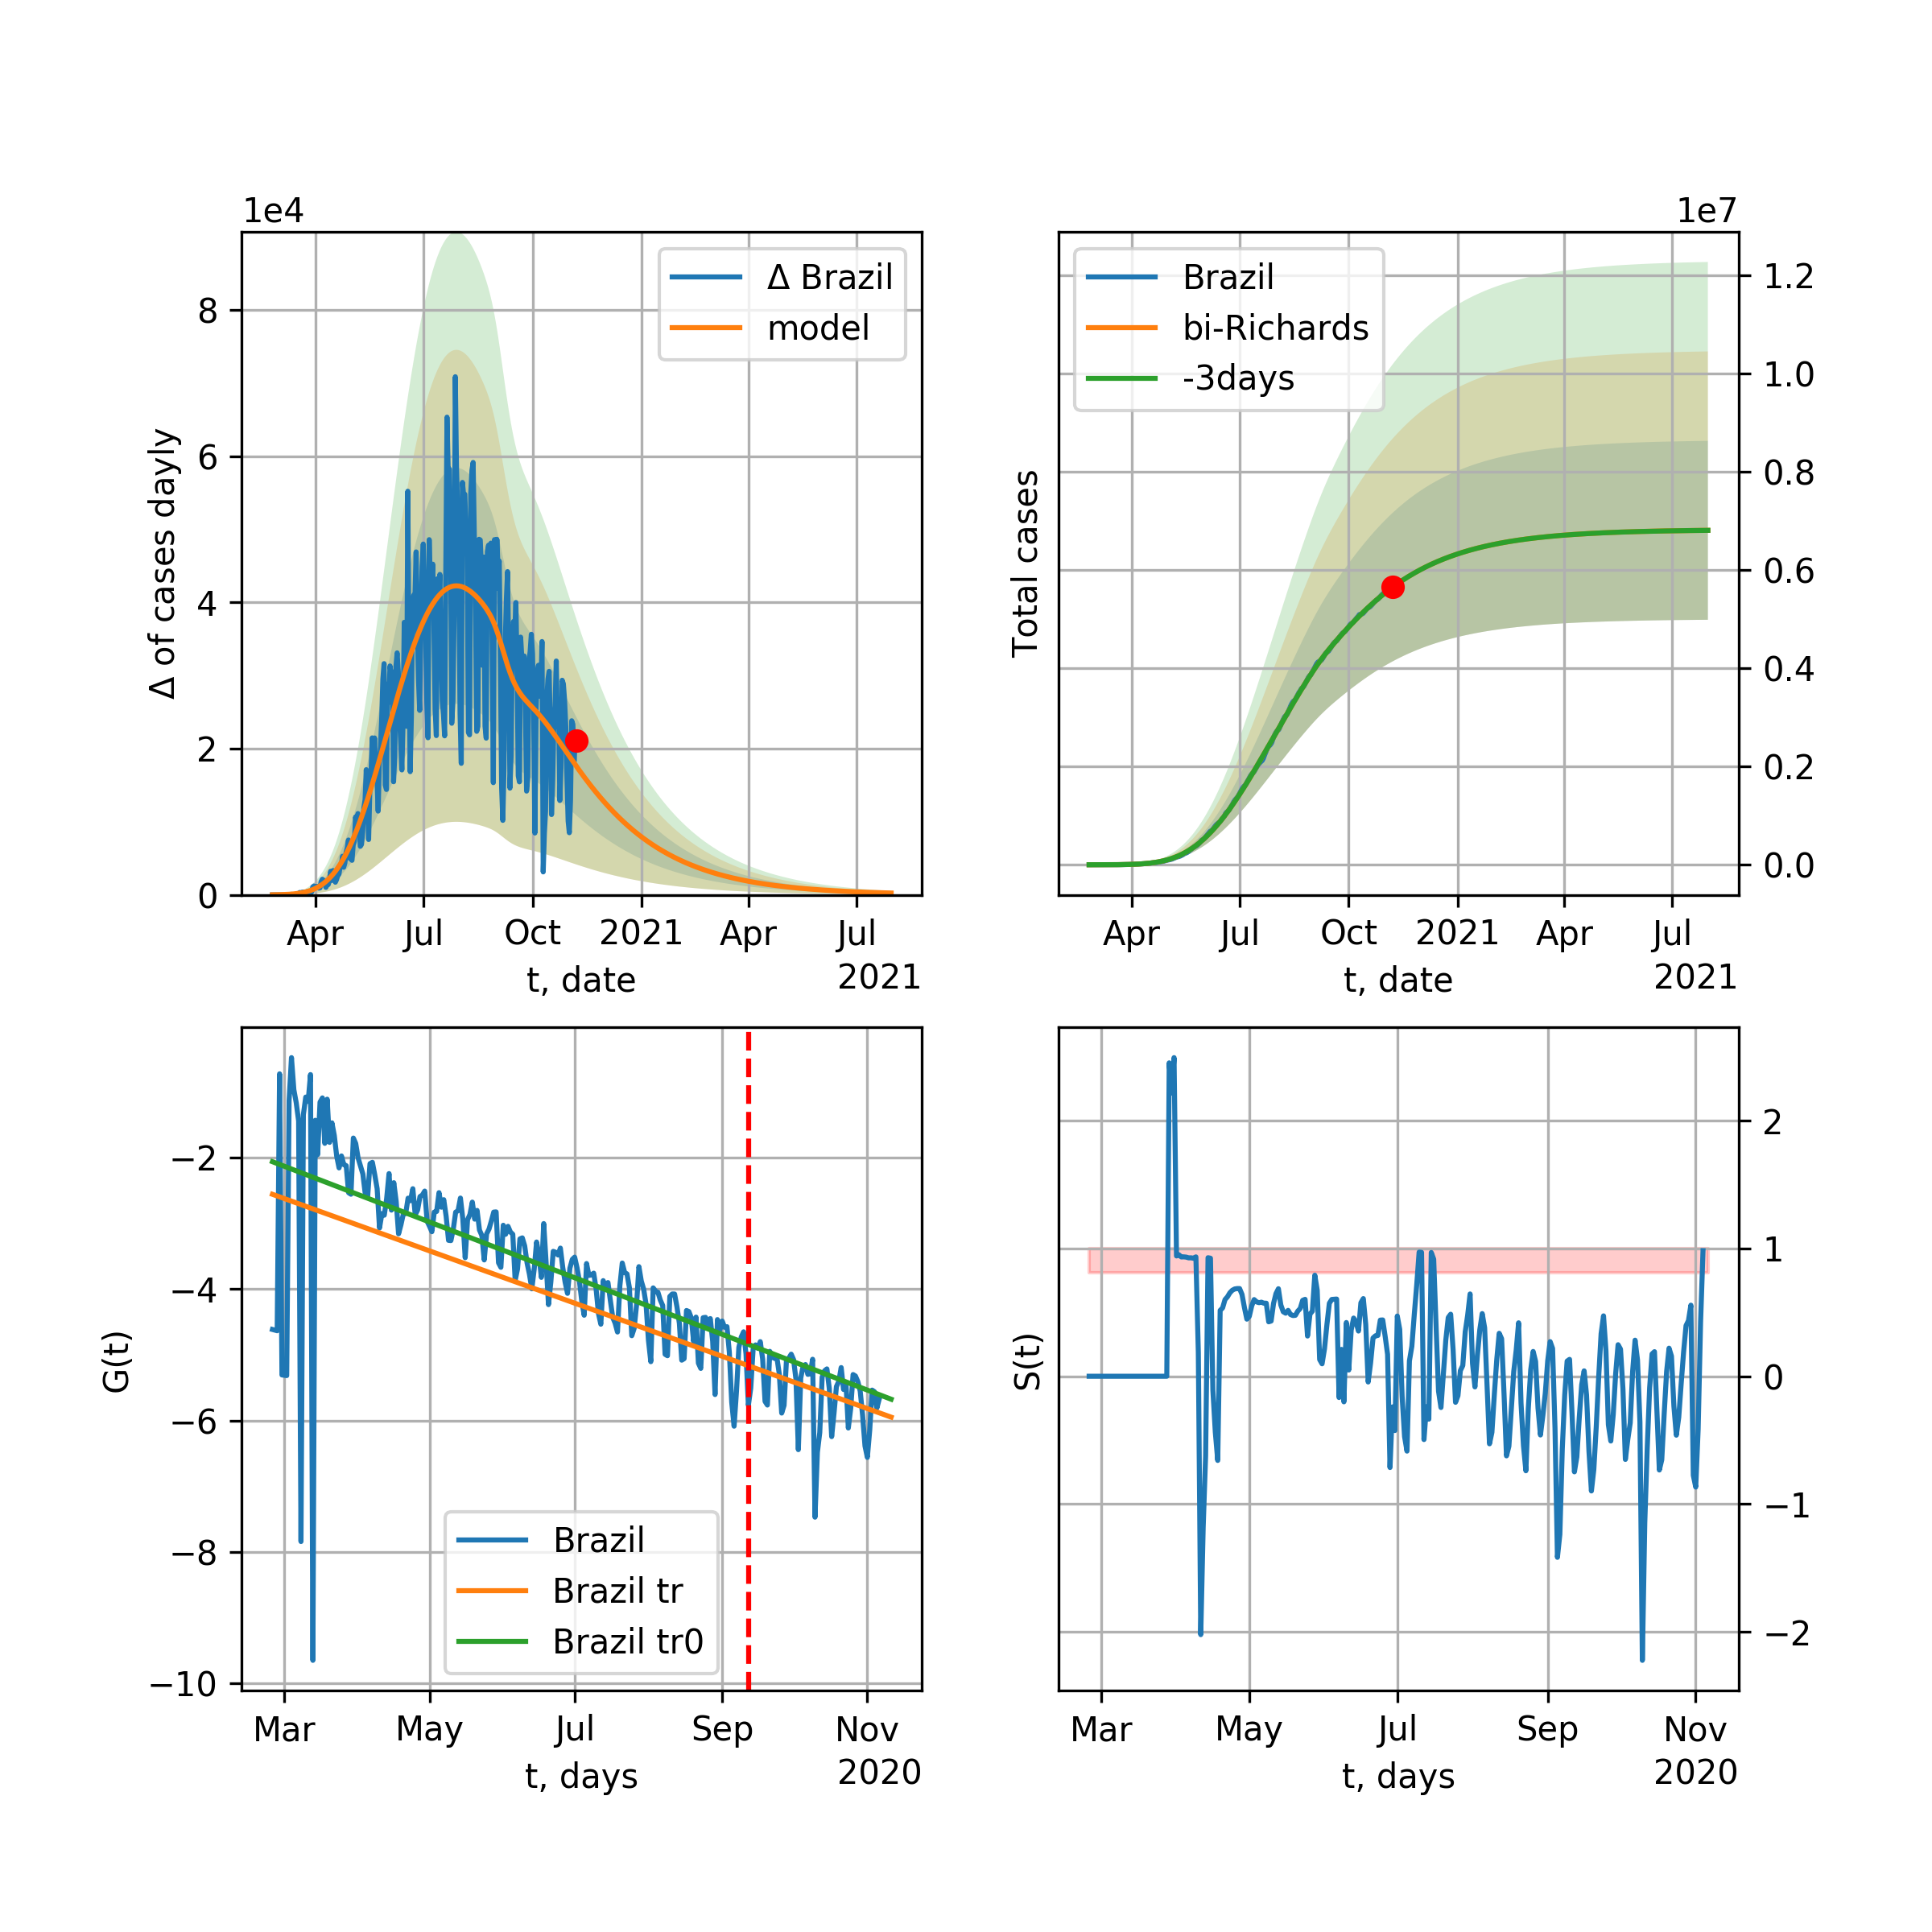 1e4
Δ of cases dayly
8
6
4
2
0
Δ Brazil
model
Apr Jul Oct 2021 Apr Jul
2021
t, date
1e7
Total cases
Brazil
bi-Richards
-3days
1.2
1.0
0.8
0.6
0.4
0.2
0.0
Apr Jul Oct 2021 Apr Jul
2021
t, date
G(t)
−2
−4
−6
−8
−10
Brazil
Brazil tr
Brazil tr0
Mar May Jul Sep Nov
2020
t, days
S(t)
2
1
0
−1
−2
Mar May Jul Sep Nov
2020
t, days